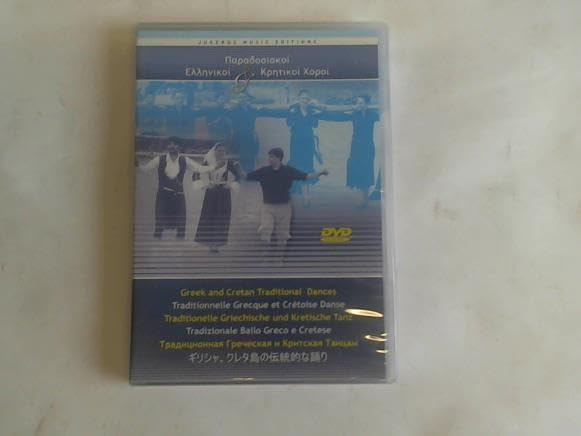 JUKEBOX MUSIC EDITIONS
Παραδοσιακοί
Ελληνικοί & Κρητικοί Χοροί
DVD
Greek and Cretan Traditional Dances
Traditionnelle Grecque et Crétoise Danse
Traditionelle Griechische und Kretische Tanz
Tradizionale Ballo Greco e Cretese
Традиционная Греческая и Критская Танцам
ギリシャ、クレタ島の伝統的な踊り